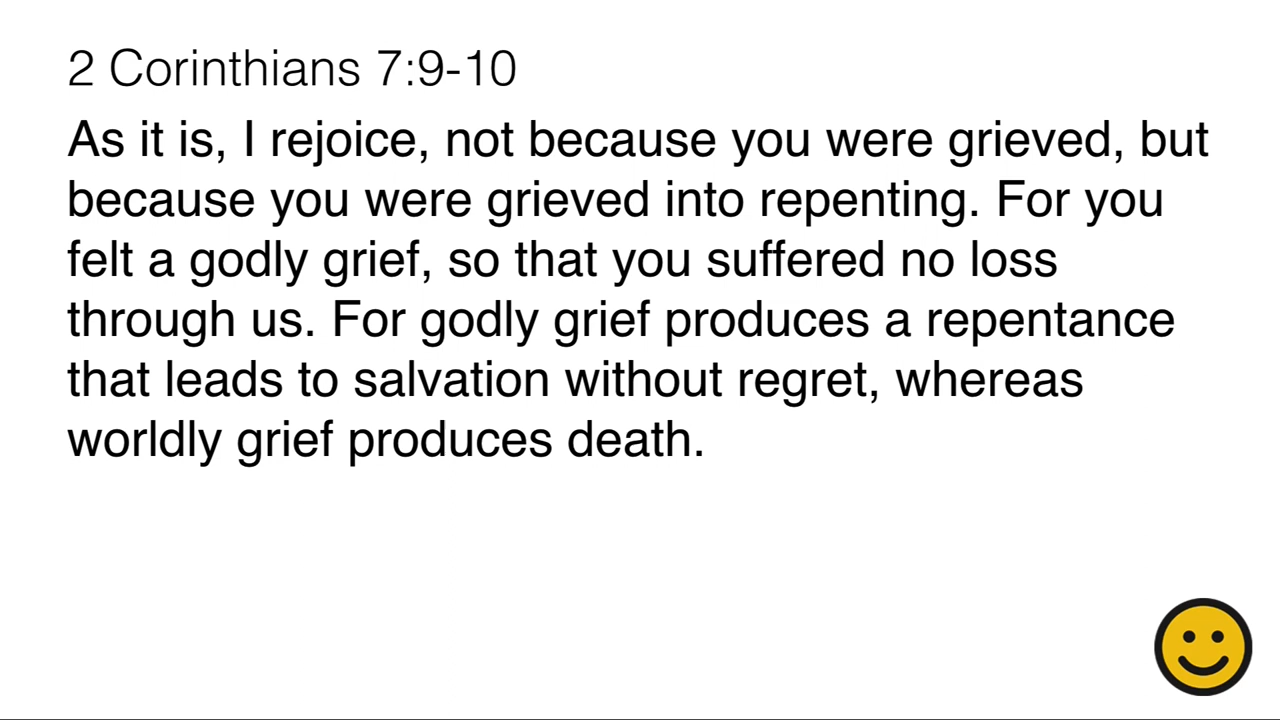 2 Corinthians 7:9-10
As it is, I rejoice, not because you were grieved, but
because you were grieved into repenting. For you
felt a godly grief, so that you suffered no loss
through us. For godly grief produces a repentance
that leads to salvation without regret, whereas
worldly grief produces death.